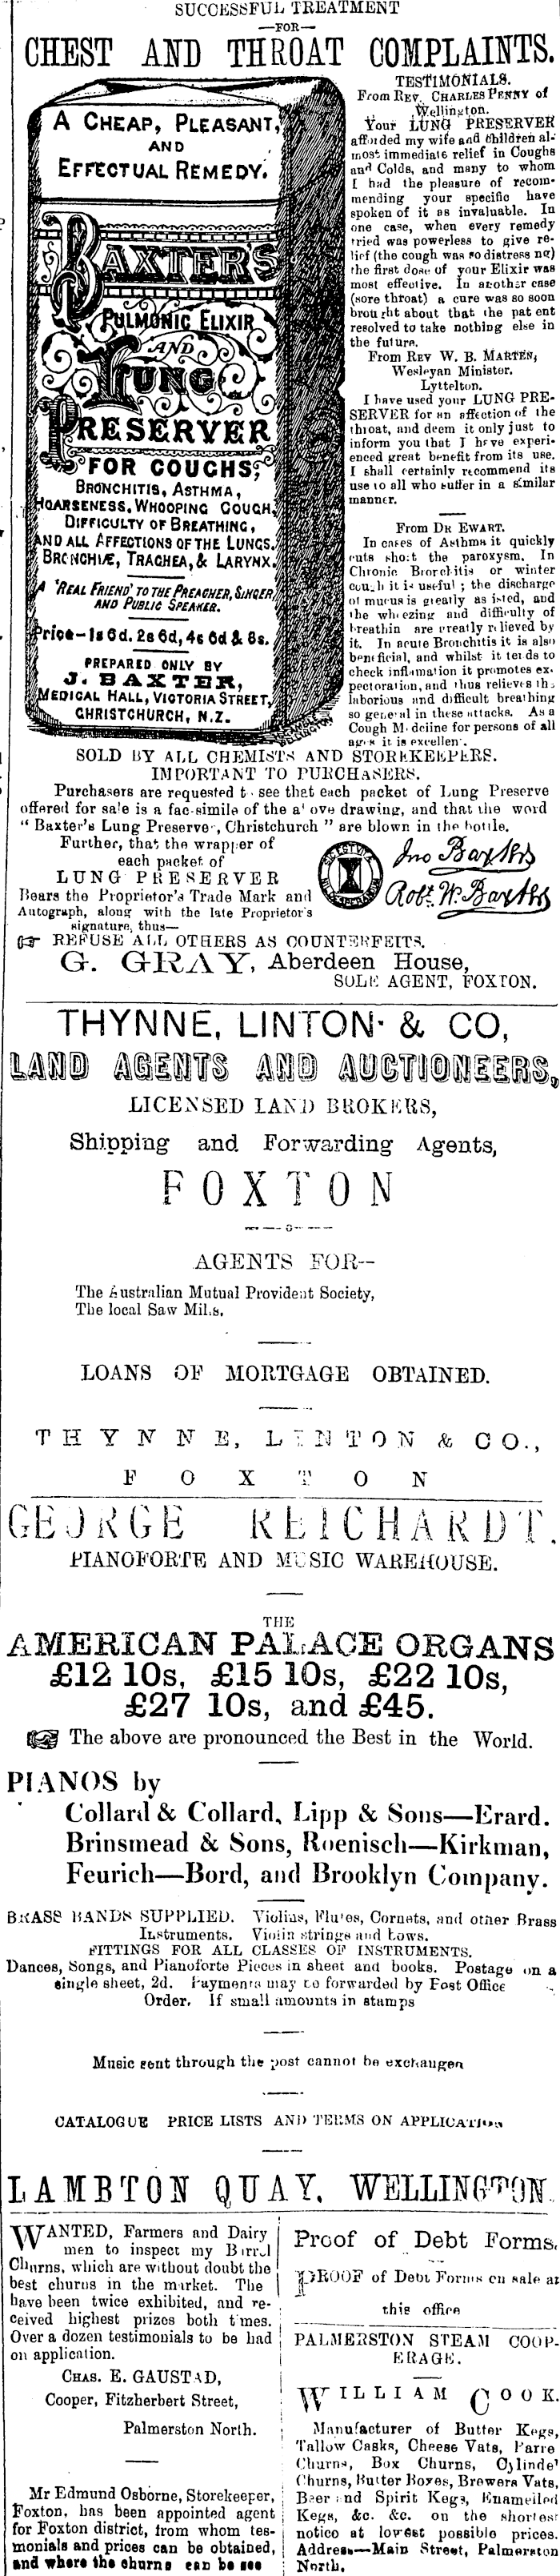 SUCCESSFUL TREATMENT
—FOR—
CHEST AND THROAT COMPLAINTS.
A CHEAP, PLEASANT,
AND
EFFECTUAL REMEDY.
BAXTER'S
PULMONIC ELIXIR
AND
LUNG
PRESERVER
FOR COUGHS,
BRONCHITIS, ASTHMA,
HOARSENESS, WHOOPING COUGH,
DIFFICULTY OF BREATHING,
AND ALL AFFECTIONS OF THE LUNGS,
BRONCHIÆ, TRACHEA, & LARYNX.
A 'REAL FRIEND' TO THE PREACHER, SINGER
AND PUBLIC SPEAKER.
Price—1s 6d. 2s 6d, 4s 6d & 8s.
PREPARED ONLY BY
J. BAXTER,
MEDICAL HALL, VICTORIA STREET,
CHRISTCHURCH, N.Z.
TESTIMONIALS.
From REV. CHARLES PENNY of
Wellington.
Your LUNG PRESERVER
afforded my wife and children al-
most immediate relief in Coughs
and Colds, and many to whom
I had the pleasure of recom-
mending your specific have
spoken of it as invaluable. In
one case, when every remedy
tried was powerless to give re-
lief (the cough was so distressing)
the first dose of your Elixir was
most effective. In another case
(sore throat) a cure was so soon
brought about that the patient
resolved to take nothing else in
the future.
From REV W. B. MARTEN,
Wesleyan Minister.
Lyttelton.
I have used your LUNG PRE-
SERVER for an affection of the
throat, and deem it only just to
inform you that I have experi-
enced great benefit from its use.
I shall certainly recommend its
use to all who suffer in a similar
manner.
From DR EWART.
In cases of Asthma it quickly
cuts short the paroxysm. In
Chronic Bronchitis or winter
cough it is useful ; the discharge
of mucus is greatly assisted, and
the wheezing and difficulty of
breathing are greatly relieved by
it. In acute Bronchitis it is also
beneficial, and whilst it tends to
check inflamation it promotes ex-
pectoration, and thus relieves the
laborious and difficult breathing
so general in these attacks. As a
Cough Medicine for persons of all
ages it is excellent.
SOLD BY ALL CHEMISTS AND STOREKEEPERS.
IMPORTANT TO PURCHASERS.
Purchasers are requested to see that each packet of Lung Preserve
offered for sale is a fac-simile of the above drawing, and that the word
" Baxter's Lung Preserver, Christchurch " are blown in the bottle.
Further, that the wrapper of
each packet of
LUNG PRESERVER
Bears the Proprietor's Trade Mark and
Autograph, along with the late Proprietor's
signature, thus—
Jno Baxter
Robt. W. Baxter
REFUSE ALL OTHERS AS COUNTERFEITS.
G. GRAY, Aberdeen House,
SOLE AGENT, FOXTON.
THYNNE, LINTON & CO,
LAND AGENTS AND AUCTIONEERS,
LICENSED LAND BROKERS,
Shipping and Forwarding Agents,
FOXTON
—o—
AGENTS FOR—
The Australian Mutual Provident Society,
The local Saw Mills.
LOANS OF MORTGAGE OBTAINED.
THYNNE, LINTON & CO.,
FOXTON
GEORGE REICHARDT.
PIANOFORTE AND MUSIC WAREHOUSE.
THE
AMERICAN PALACE ORGANS
£12 10s, £15 10s, £22 10s,
£27 10s, and £45.
The above are pronounced the Best in the World.
PIANOS by
Collard & Collard, Lipp & Sons—Erard.
Brinsmead & Sons, Roenisch—Kirkman,
Feurich—Bord, and Brooklyn Company.
BRASS BANDS SUPPLIED. Violins, Flutes, Cornets, and other Brass
Instruments. Violin strings and bows.
FITTINGS FOR ALL CLASSES OF INSTRUMENTS.
Dances, Songs, and Pianoforte Pieces in sheet and books. Postage on a
single sheet, 2d. Payments may be forwarded by Post Office
Order, If small amounts in stamps
Music sent through the post cannot be exchanged
CATALOGUE PRICE LISTS AND TERMS ON APPLICATION
LAMBTON QUAY, WELLINGTON.
WANTED, Farmers and Dairy
men to inspect my Barrel
Churns, which are without doubt the
best churns in the market. The
have been twice exhibited, and re-
ceived highest prizes both times.
Over a dozen testimonials to be had
on application.
CHAS. E. GAUSTAD,
Cooper, Fitzherbert Street,
Palmerston North.
Mr Edmund Osborne, Storekeeper,
Foxton, has been appointed agent
for Foxton district, from whom tes-
monials and prices can be obtained,
and where the churns can be see
Proof of Debt Forms.
PROOF of Debt Forms on sale at
this office
PALMERSTON STEAM COOP-
ERAGE.
WILLIAM COOK.
Manufacturer of Butter Kegs,
Tallow Casks, Cheese Vats, Barre
Churns, Box Churns, Cylinde
Churns, Butter Boxes, Brewers Vats,
Beer and Spirit Kegs, Enamelled
Kegs, &c. &c. on the shortest
notice at lowest possible prices.
Address—Main Street, Palmerston
North.